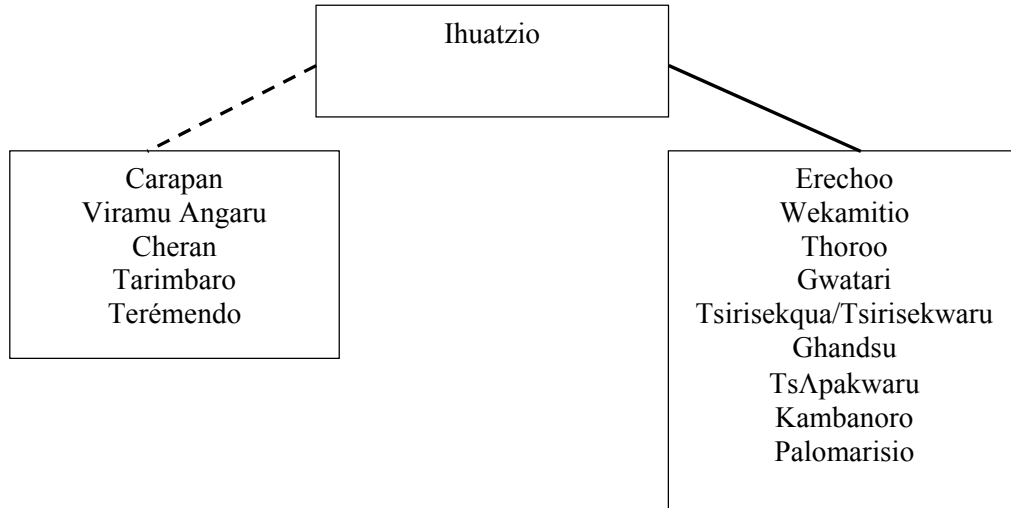 Ihuatzio
Carapan
Viramu Angaru
Cheran
Tarimbaro
Terémendo
Erechoo
Wekamitio
Thoroo
Gwatari
Tsirisekqua/Tsirisekwaru
Ghandsu
TsΛpakwaru
Kambanoro
Palomarisio